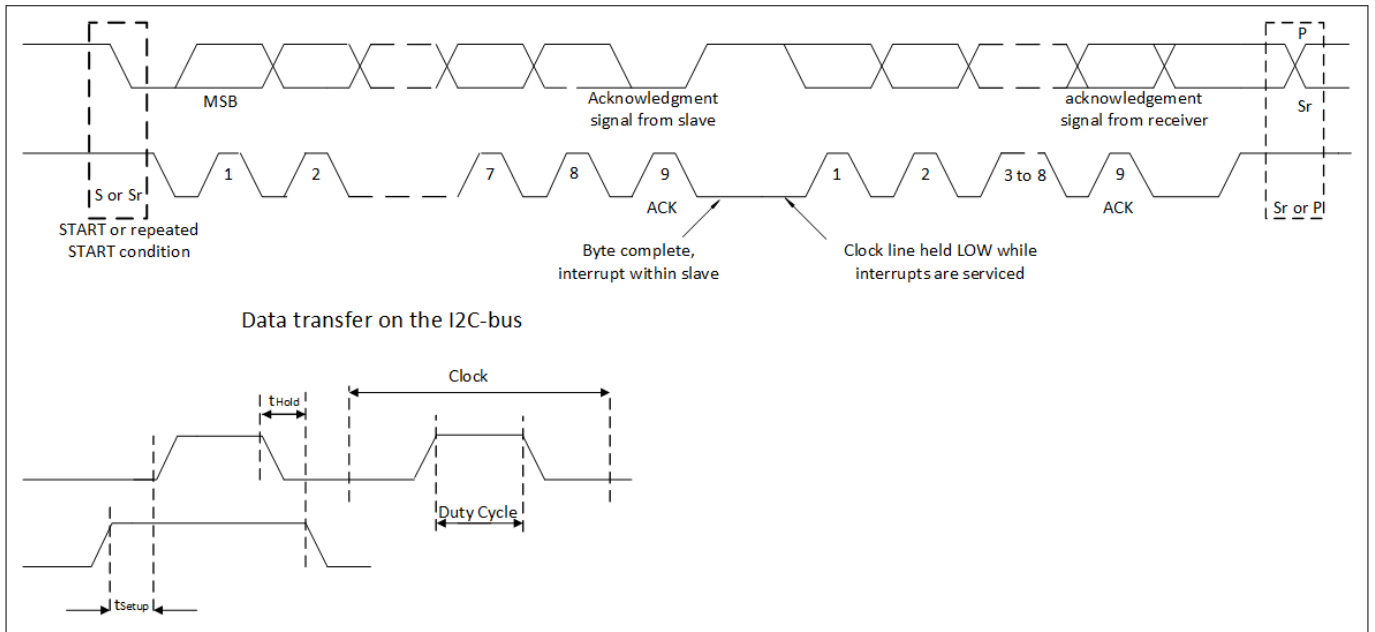 P
MSB
Acknowledgment
signal from slave
acknowledgement
signal from receiver
Sr
1
2
7
8
9
1
2
3 to 8
9
S or Sr
ACK
ACK
Sr or P
START or repeated
START condition
Byte complete,
interrupt within slave
Clock line held LOW while
interrupts are serviced
Data transfer on the I2C-bus
Clock
tHold
Duty Cycle
tSetup